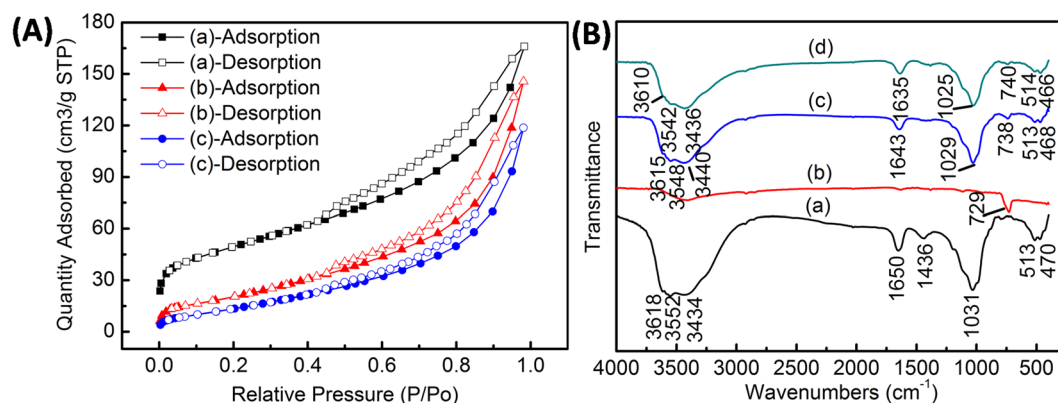 (A)
180
150
120
90
60
30
0
Quantity Adsorbed (cm3/g STP)
(a)-Adsorption
(a)-Desorption
(b)-Adsorption
(b)-Desorption
(c)-Adsorption
(c)-Desorption
0.0 0.2 0.4 0.6 0.8 1.0
Relative Pressure (P/Po)
(B)
Transmittance
(d)
3610
3542
3436
1635
1025
740
514
466
(c)
3615
3548
3440
1643
1029
738
513
468
(b)
729
(a)
3618
3552
3434
1650
1436
1031
513
470
4000 3500 3000 2500 2000 1500 1000 500
Wavenumbers (cm⁻¹)